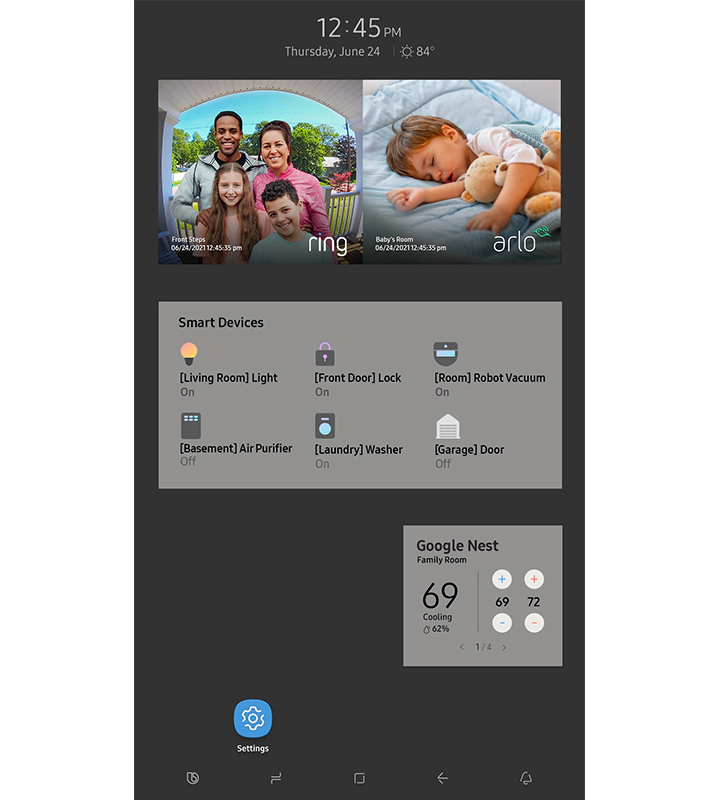 12:45 PM
Thursday, June 24 | 84°
Front Steps
06/24/2021 12:45:35 pm
ring
Baby's Room
06/24/2021 12:45:35 pm
arlo
Smart Devices
[Living Room] Light
On
[Front Door] Lock
On
[Room] Robot Vacuum
On
[Basement] Air Purifier
Off
[Laundry] Washer
On
[Garage] Door
Off
Google Nest
Family Room
69
Cooling
62%
+ +
69 72
- -
< 1 / 4 >
Settings